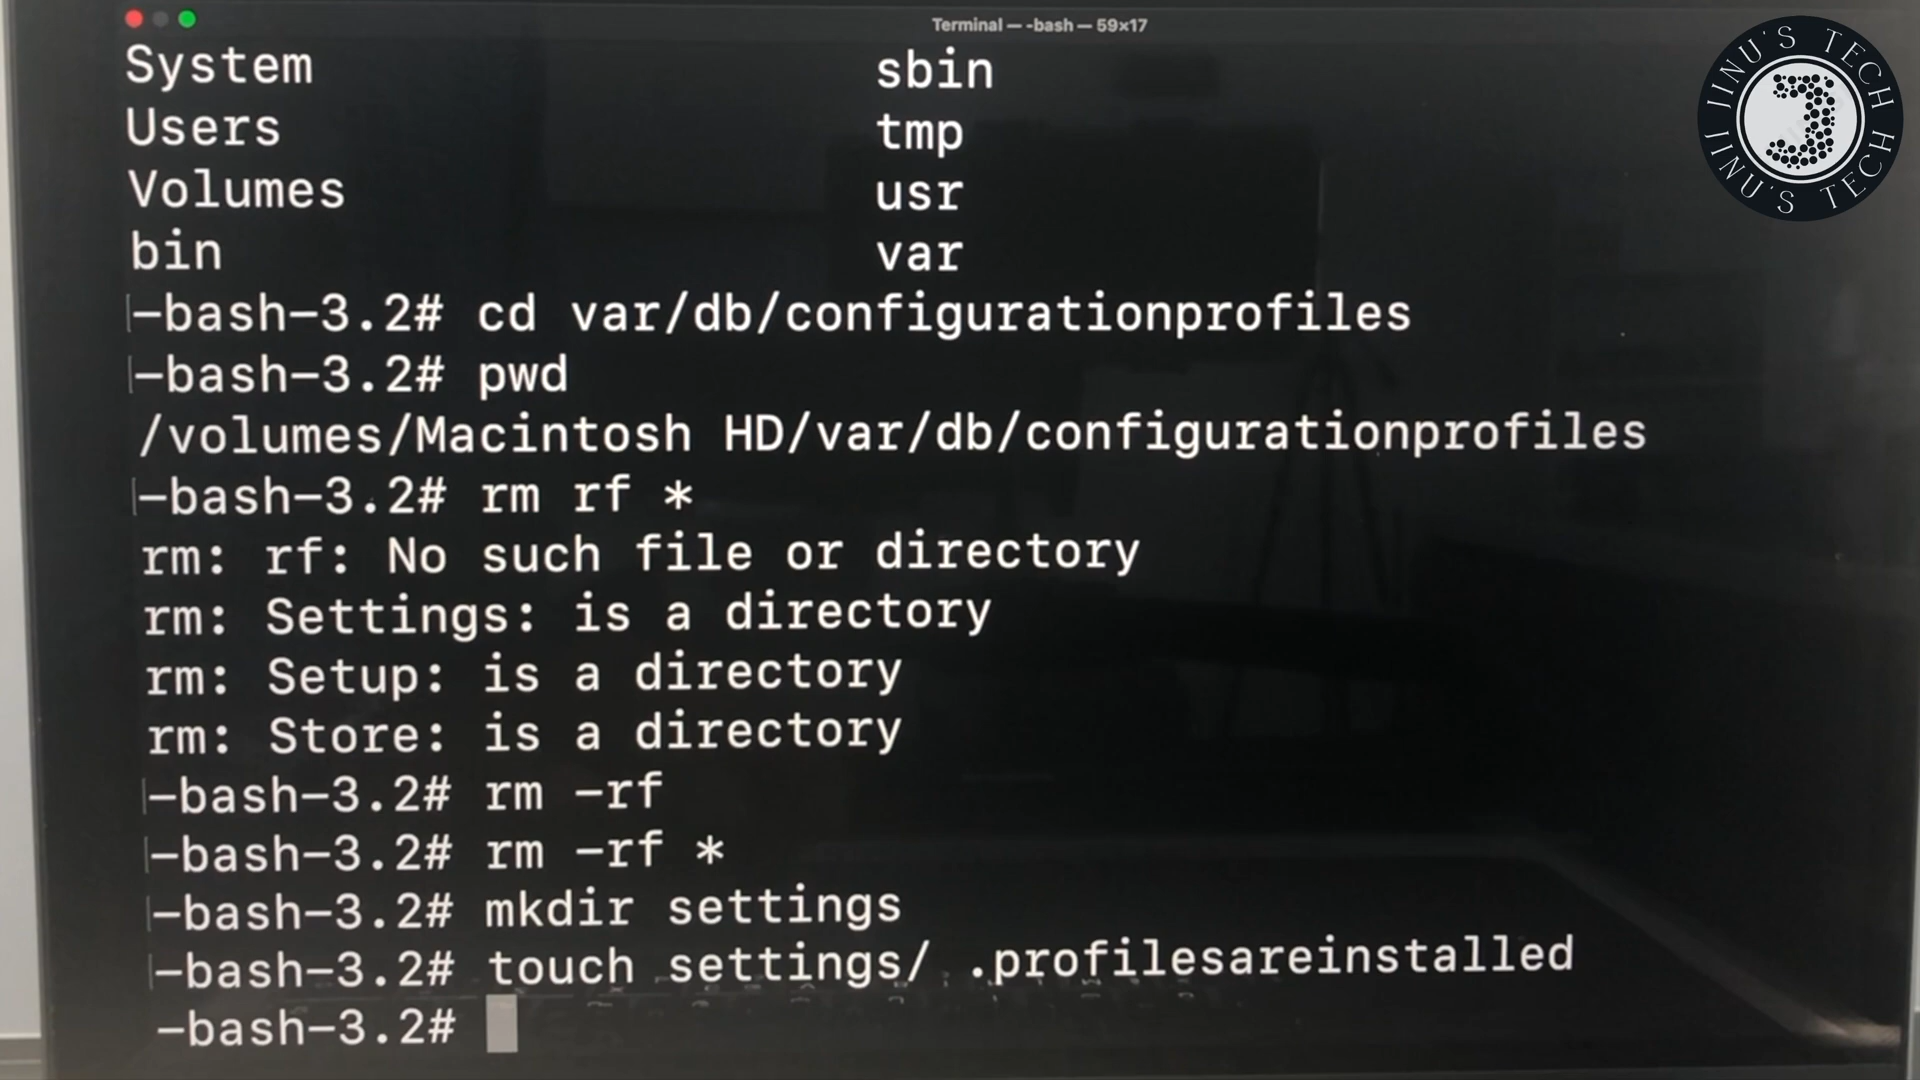 Terminal — -bash — 59×17
System sbin
Users tmp
Volumes usr
bin var
-bash-3.2# cd var/db/configurationprofiles
-bash-3.2# pwd
/volumes/Macintosh HD/var/db/configurationprofiles
-bash-3.2# rm rf *
rm: rf: No such file or directory
rm: Settings: is a directory
rm: Setup: is a directory
rm: Store: is a directory
-bash-3.2# rm -rf
-bash-3.2# rm -rf *
-bash-3.2# mkdir settings
-bash-3.2# touch settings/ .profilesareinstalled
-bash-3.2#
JINU'S TECH
JINU'S TECH